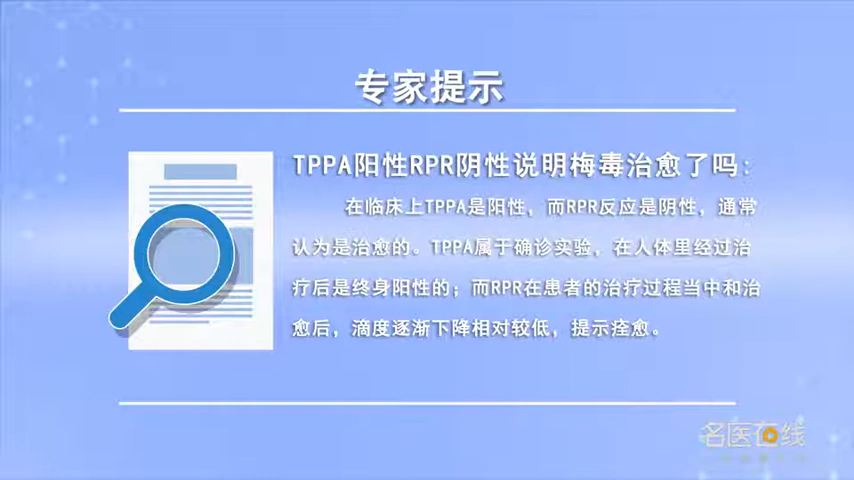 专家提示
TPPA阳性RPR阴性说明梅毒治愈了吗:
在临床上TPPA是阳性，而RPR反应是阴性，通常
认为是治愈的。TPPA属于确诊实验，在人体里经过治
疗后是终身阳性的；而RPR在患者的治疗过程当中和治
愈后，滴度逐渐下降相对较低，提示痊愈。
名医在线